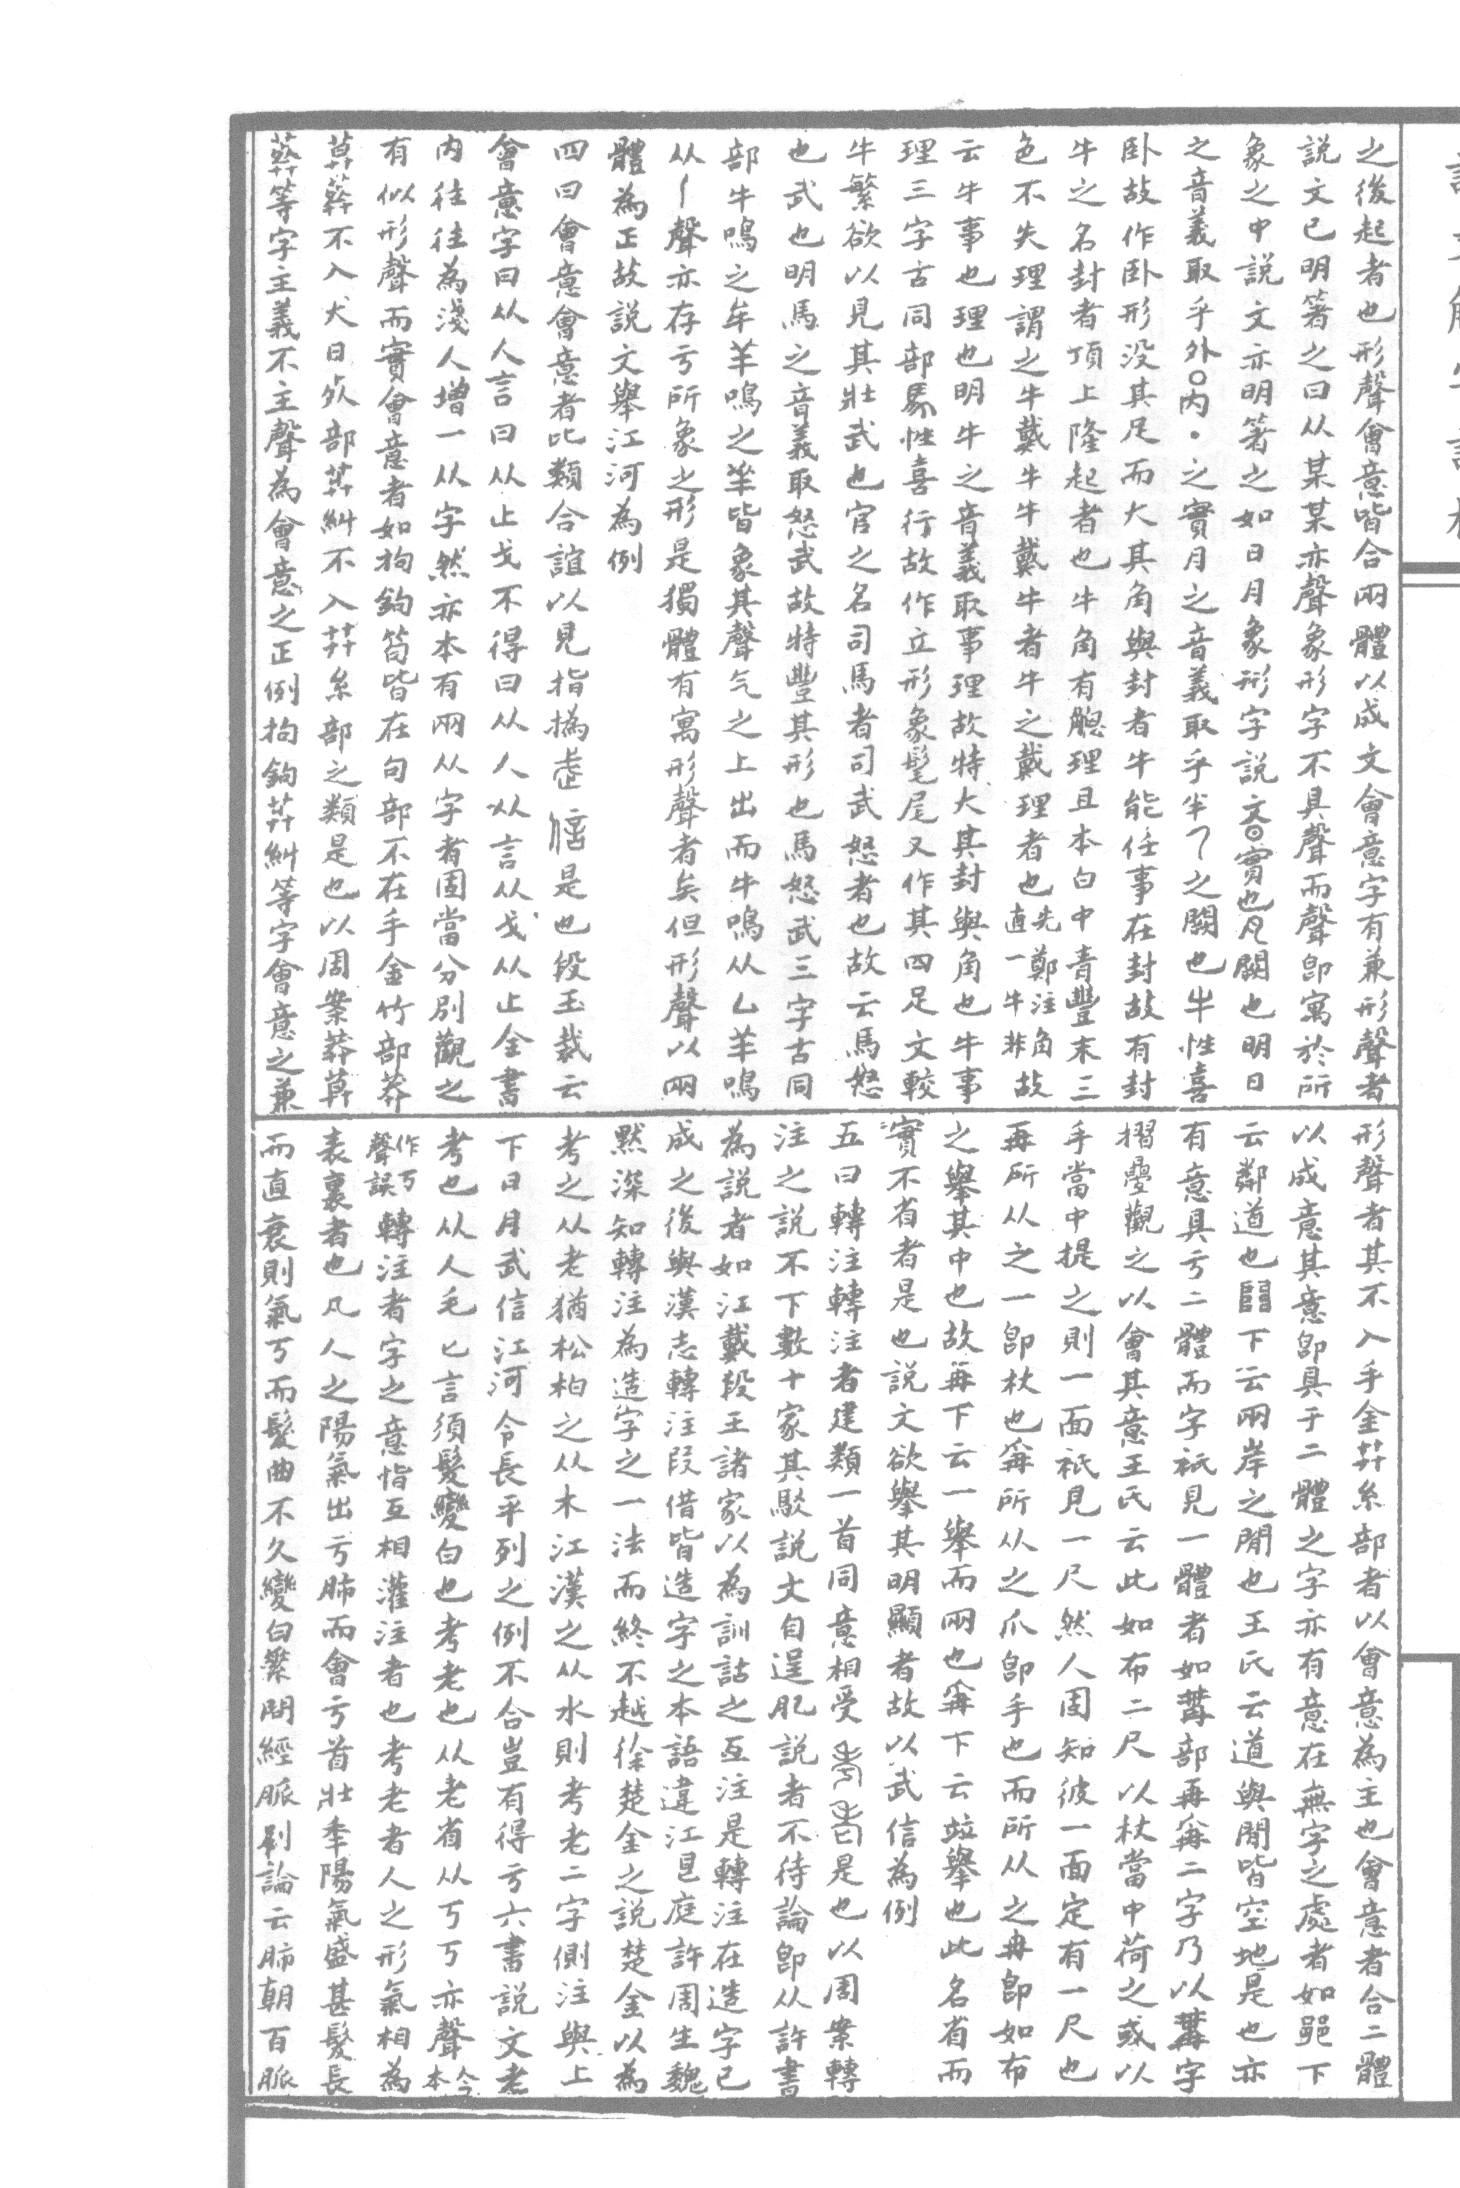 之後起者也形聲會意皆合兩體以成文會意字有兼形聲者
說文已明箸之曰从某某亦聲象形字不具聲而聲即寓於所
象之中說文亦明箸之如日月象形字說文○實也凡闕也明日
之音義取乎外○內之實月之音義取乎半之闕也牛性喜
臥故作臥形沒其足而大其角與封者牛能任事在封故有封
牛之名封者頂上隆起者也牛角有䚡理且本白中青豐末三
色不失理謂之牛戴牛牛戴牛者牛之戴理者也先鄭注角直一牛非故
云牛事也理也明牛之音義取事理故特大其封與角也牛事
理三字古同部馬性喜行故作立形象髦尾又作其四足文較
牛繁欲以見其壯武也官之名司馬者司武怒者也故云馬怒
也武也明馬之音義取怒武故特豐其形也馬怒武三字古同
部牛鳴之牟羊鳴之羋皆象其聲气之上出而牛鳴从乚羊鳴
从丨聲亦存亏所象之形是獨體有寓形聲者矣但形聲以兩
體為正故說文舉江河為例
四曰會意會意者比類合誼以見指撝武信是也段玉裁云
會意字曰从人言曰从止戈不得曰从人从言从戈从止金書
內往往為淺人增一从字然亦本有兩从字者固當分別觀之
有似形聲而實會意者如拘鉤笱皆在句部不在手金竹部莽
莫葬不入犬日歺部茻糾不入艸糸部之類是也以周案莽莫
葬等字主義不主聲為會意之正例拘鉤茻糾等字會意之兼
形聲者其不入手金艸糸部者以會意為主也會意者合二體
以成意其意即具于二體之字亦有意在無字之處者如䣈下
云鄰道也𨳇下云兩岸之閒也王氏云道與閒皆空地是也亦
有意具亏二體而字祇見一體者如冓部再爯二字乃以冓字
摺疊觀之以會其意王氏云此如布二尺以杖當中荷之或以
手當中提之則一面祇見一尺然人固知彼一面定有一尺也
再所从之一即杖也爯所从之爪即手也而所从之冉即如布
之舉其中也故再下云一舉而兩也爯下云竝舉也此名省而
實不省者是也說文欲舉其明顯者故以武信為例
五曰轉注轉注者建類一首同意相受考老是也以周案轉
注之說不下數十家其駁說文自逞肊說者不待論即从許書
為說者如江戴段王諸家以為訓詁之互注是轉注在造字已
成之後與漢志轉注叚借皆造字之本語違江艮庭許周生魏
默深知轉注為造字之一法而終不越徐楚金之說楚金以為
考之从老猶松柏之从木江漢之从水則考老二字側注與上
下日月武信江河令長平列之例不合豈有得亏六書說文老
考也从人毛匕言須髮變白也考老也从老省从丂丂亦聲今本
作丂聲誤轉注者字之意恉互相灌注者也考老者人之形氣相為
表裏者也凡人之陽氣出亏肺而會亏首壯季陽氣盛甚髮長
而直衰則氣丂而髮曲不久變白繁問經脈別論云肺朝百脈